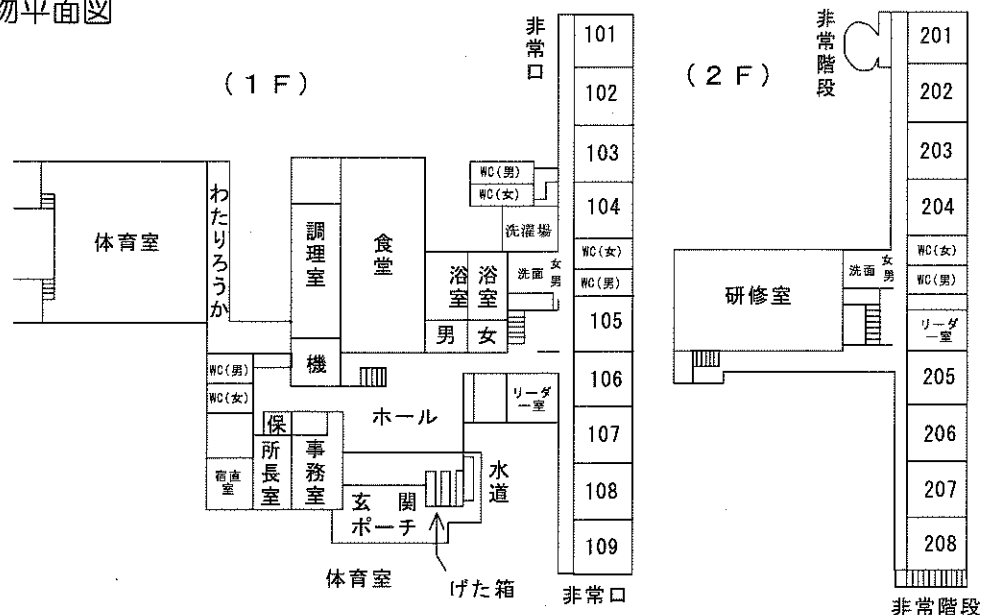 物平面図
(1F)
非常口
101
102
103
104
WC(女)
WC(男)
105
106
107
108
109
非常口
WC(男)
WC(女)
洗濯場
洗面
女
男
わたりろうか
体育室
調理室
食堂
浴室
浴室
男
女
機
WC(男)
WC(女)
ホール
リーダー室
保
所長室
事務室
宿直室
玄関
ポーチ
水道
体育室
げた箱
(2F)
非常階段
201
202
203
204
WC(女)
WC(男)
洗面
女
男
研修室
リーダー室
205
206
207
208
非常階段